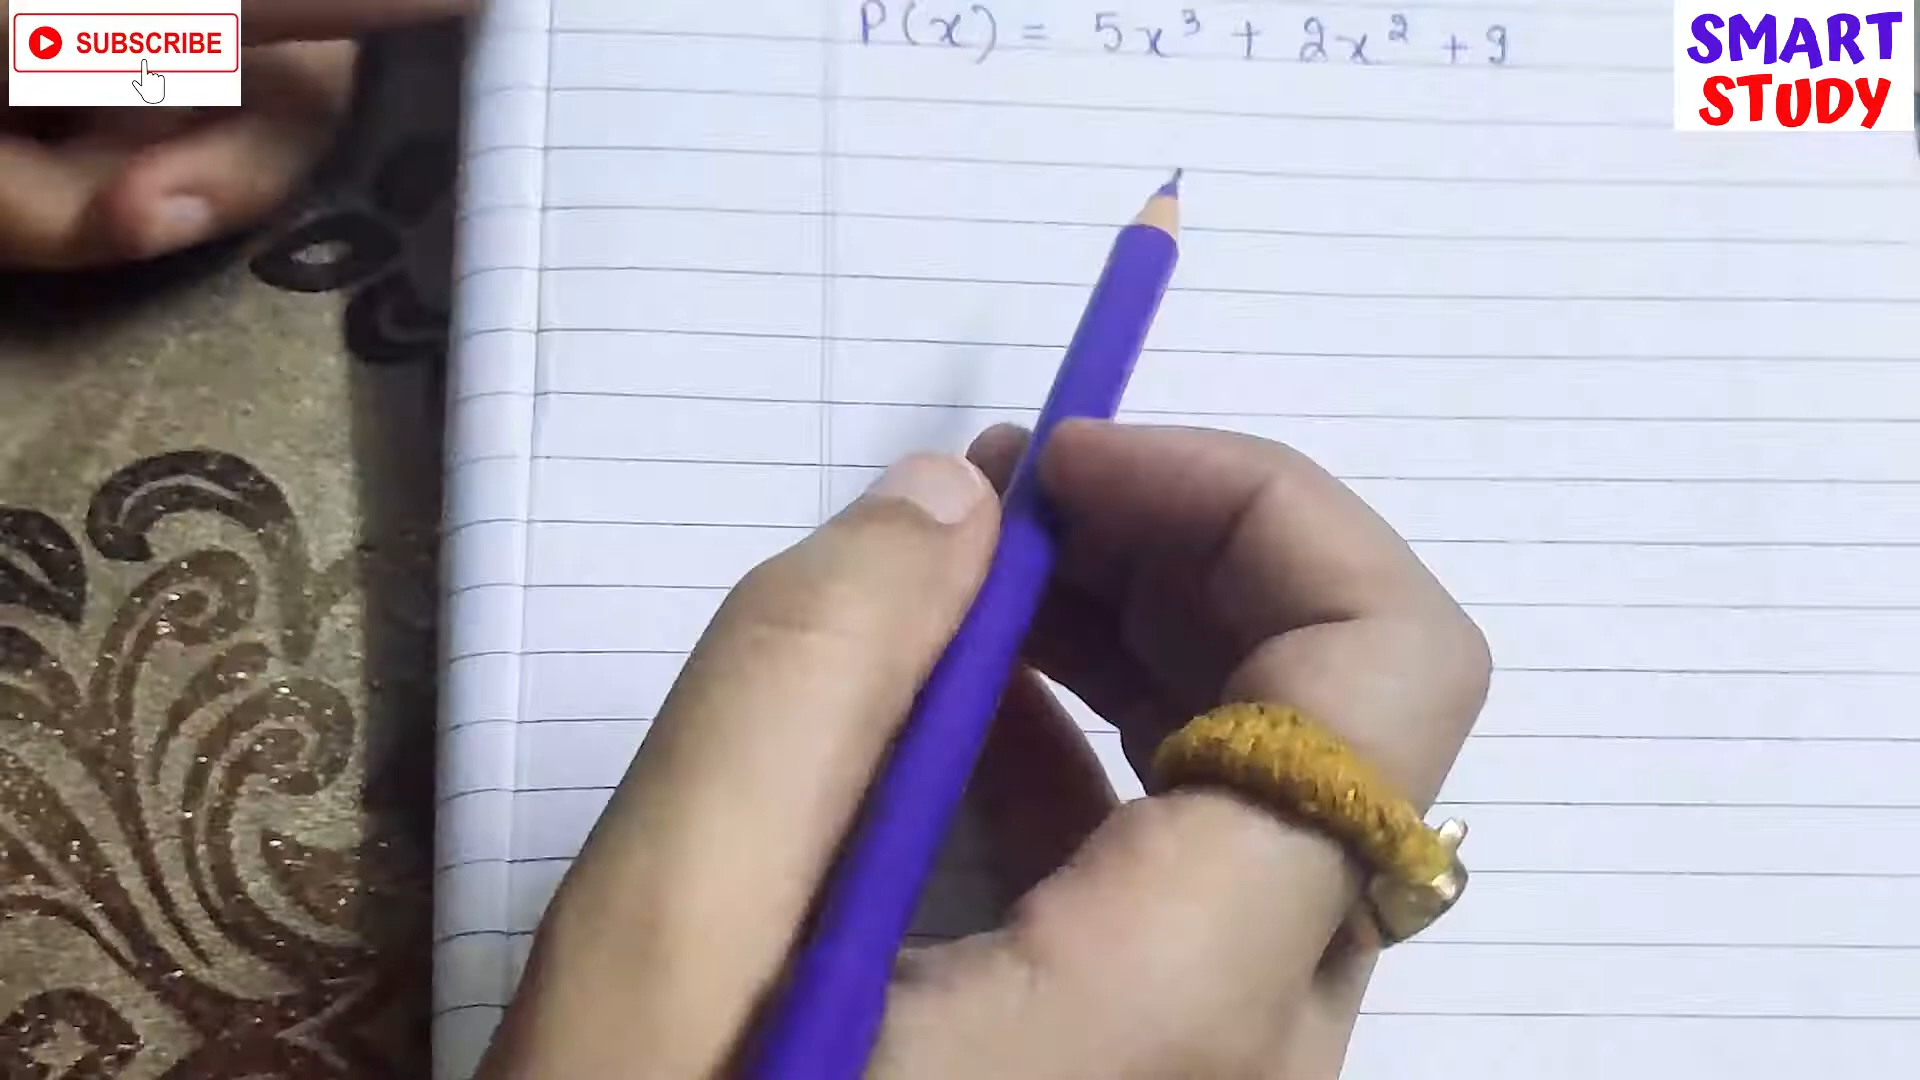 SUBSCRIBE
P(x) = 5x³ + 2x² + 9
SMART
STUDY